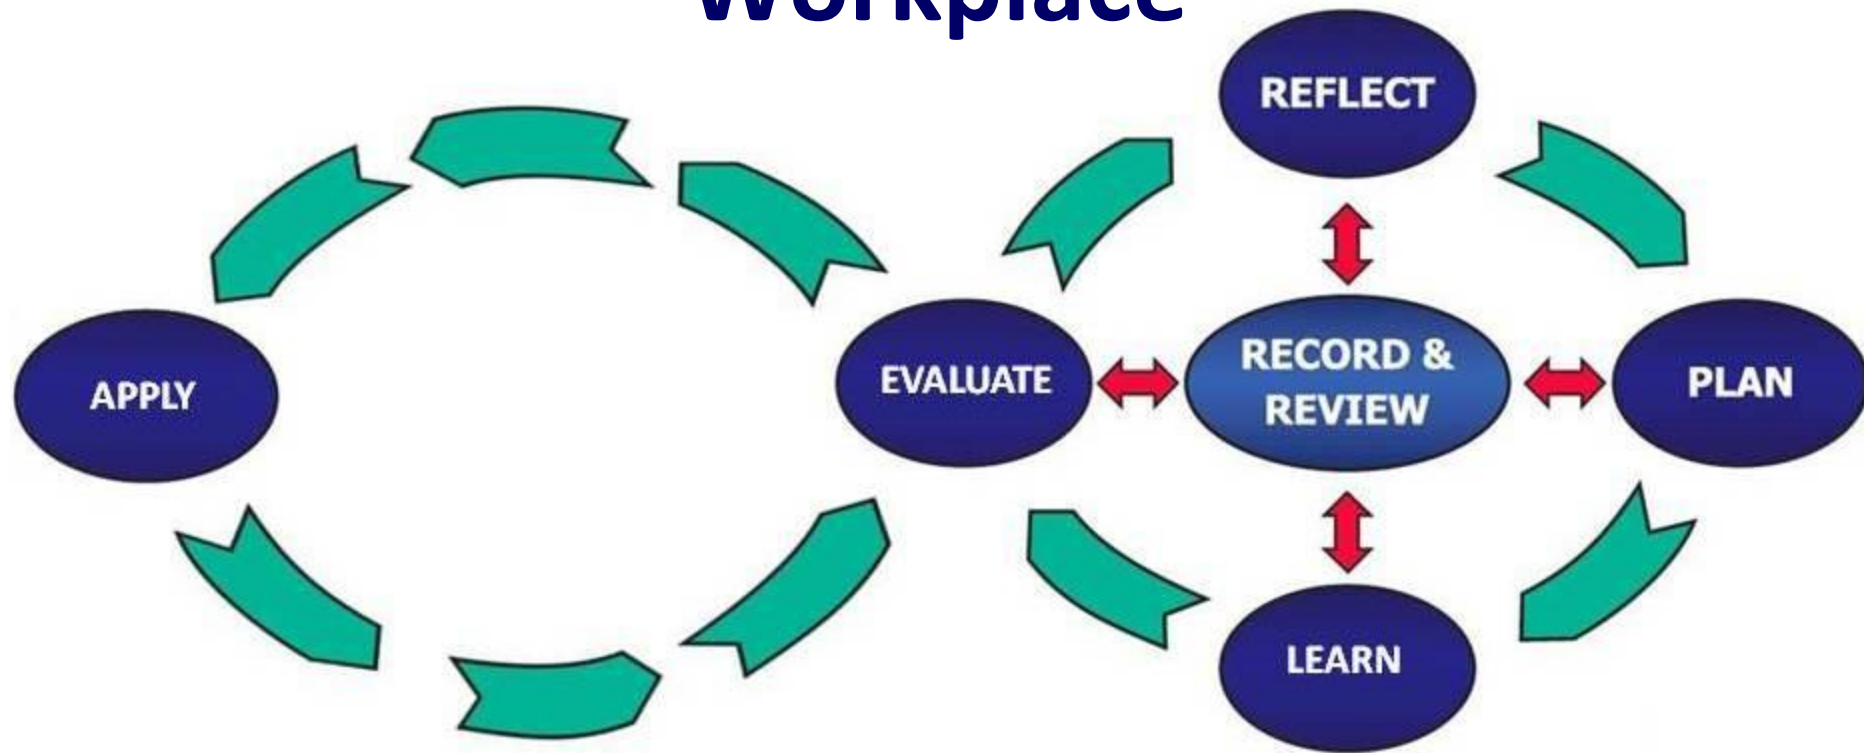 Workplace
REFLECT
APPLY
EVALUATE
RECORD &
REVIEW
PLAN
LEARN